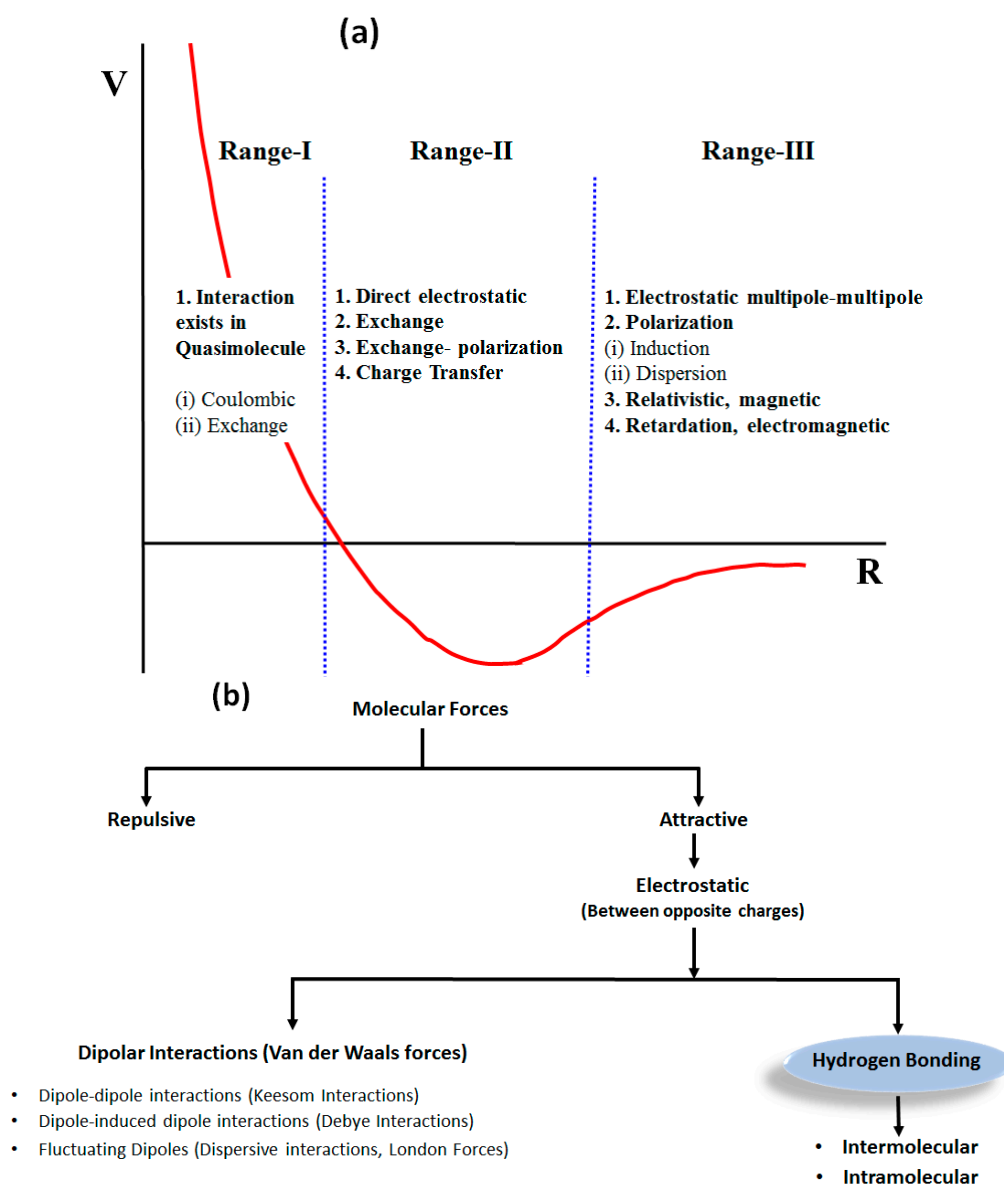 (a)
V
Range-I
Range-II
Range-III
1. Interaction
exists in
Quasimolecule
(i) Coulombic
(ii) Exchange
1. Direct electrostatic
2. Exchange
3. Exchange- polarization
4. Charge Transfer
1. Electrostatic multipole-multipole
2. Polarization
(i) Induction
(ii) Dispersion
3. Relativistic, magnetic
4. Retardation, electromagnetic
R
(b)
Molecular Forces
Repulsive
Attractive
Electrostatic
(Between opposite charges)
Dipolar Interactions (Van der Waals forces)
• Dipole-dipole interactions (Keesom Interactions)
• Dipole-induced dipole interactions (Debye Interactions)
• Fluctuating Dipoles (Dispersive interactions, London Forces)
Hydrogen Bonding
• Intermolecular
• Intramolecular